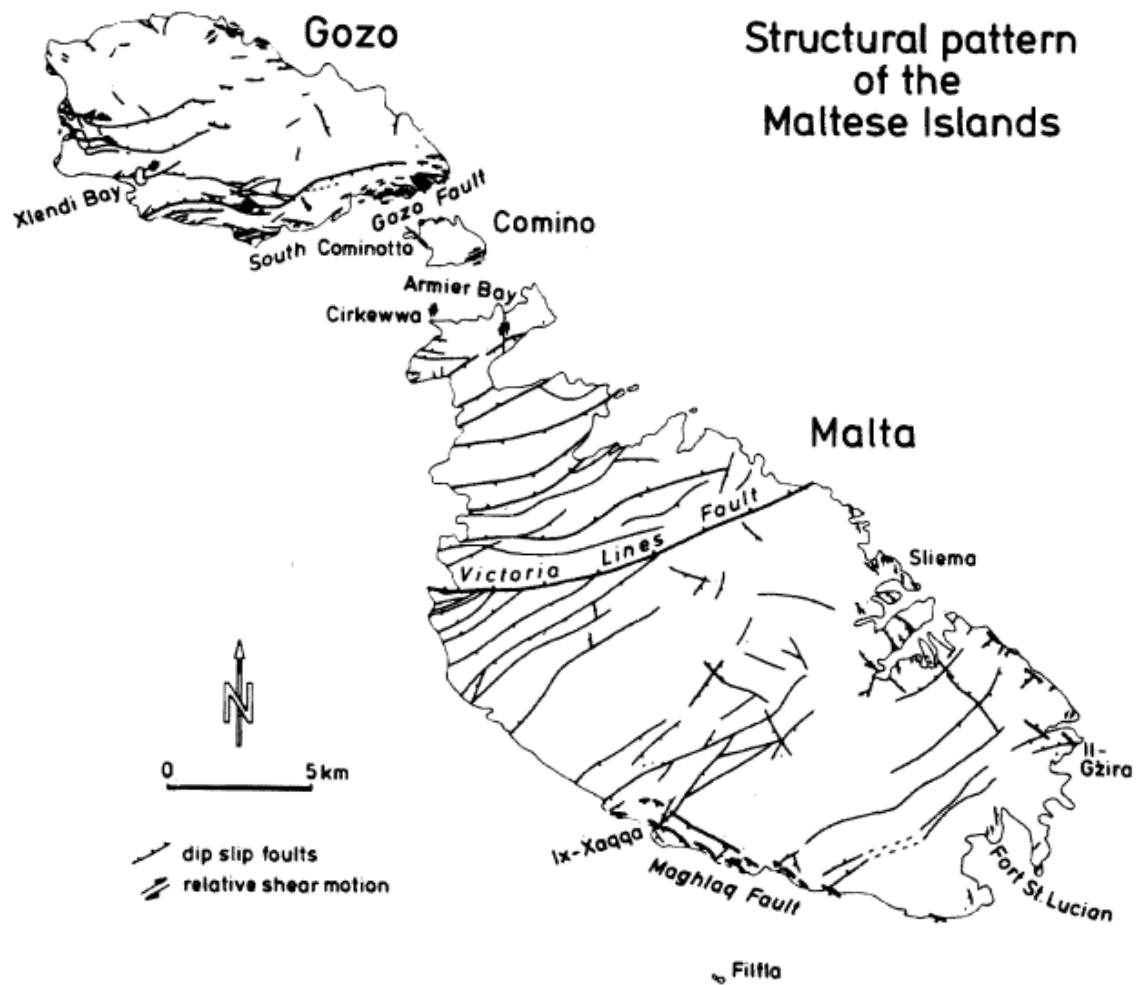 Gozo
Structural pattern
of the
Maltese Islands
Xlendi Bay
Gozo Fault
South Cominotto
Comino
Armier Bay
Cirkewwa
Malta
Victoria Lines Fault
Sliema
N
0 5 km
Il-
Gżira
Ix-Xaqqa
Maghlaq Fault
Fort St. Lucian
dip slip foults
relative shear motion
Filfla